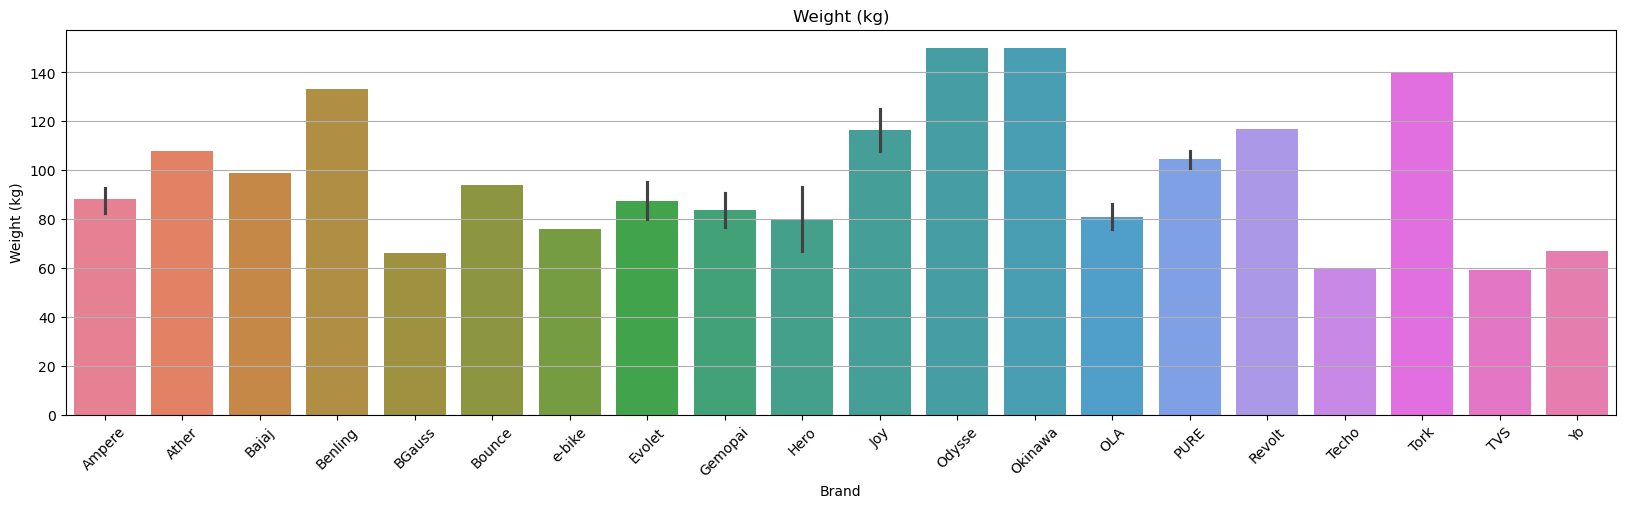 Weight (kg)
Weight (kg)
140
120
100
80
60
40
20
0
Ampere
Ather
Bajaj
Benling
BGauss
Bounce
e-bike
Evolet
Gemopai
Hero
Joy
Odysse
Okinawa
OLA
PURE
Revolt
Techo
Tork
TVS
Yo
Brand